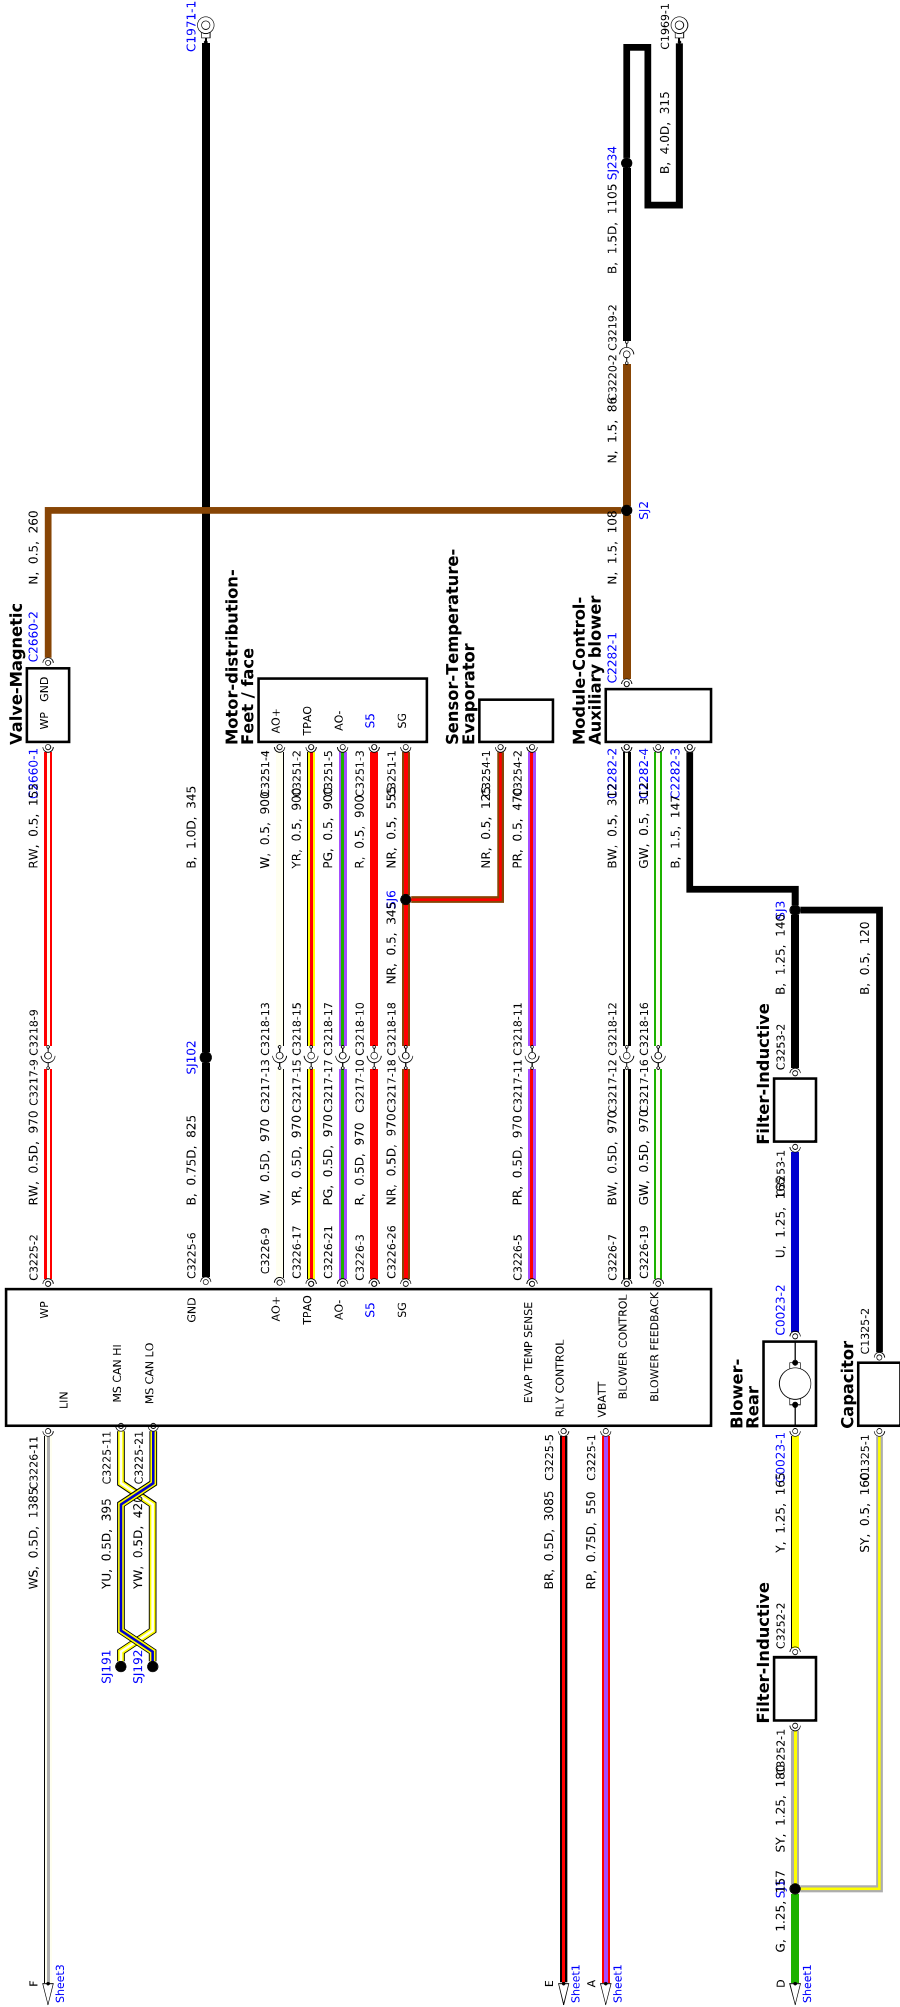 C1971-1
C1969-1
B, 4.0D, 315
SJ234
B, 1.5D, 1105
C3219-2
C3220-2
N, 1.5, 86
N, 0.5, 260
SJ2
N, 1.5, 108
Valve-Magnetic
C2660-2
WP
GND
C2660-1
Motor-distribution-
Feet / face
AO+
TPAO
AO-
S5
SG
Sensor-Temperature-
Evaporator
Module-Control-
Auxiliary blower
C2282-1
RW, 0.5,
B, 1.0D, 345
C3251-4
W, 0.5, 900
C3251-2
YR, 0.5, 900
C3251-5
PG, 0.5, 900
C3251-3
R, 0.5, 900
C3251-1
NR, 0.5, 555
C3254-1
NR, 0.5, 125
C3254-2
PR, 0.5, 470
C2282-2
BW, 0.5, 312
C2282-4
GW, 0.5, 312
C2282-3
B, 1.5, 147
SJ6
NR, 0.5, 345
SJ3
B, 1.25, 146
B, 0.5, 120
C3218-9
C3217-9
RW, 0.5D, 970
SJ102
B, 0.75D, 825
C3218-13
C3217-13
W, 0.5D, 970
C3218-15
C3217-15
YR, 0.5D, 970
C3218-17
C3217-17
PG, 0.5D, 970
C3218-10
C3217-10
R, 0.5D, 970
C3218-18
C3217-18
NR, 0.5D, 970
C3218-11
C3217-11
PR, 0.5D, 970
C3218-12
C3217-12
BW, 0.5D, 970
C3218-16
C3217-16
GW, 0.5D, 970
Filter-Inductive
C3253-2
C3253-1
U, 1.25,
C3225-2
C3225-6
C3226-9
C3226-17
C3226-21
C3226-3
C3226-26
C3226-5
C3226-7
C3226-19
C0023-2
WP
GND
AO+
TPAO
AO-
S5
SG
EVAP TEMP SENSE
BLOWER CONTROL
BLOWER FEEDBACK
LIN
MS CAN HI
MS CAN LO
RLY CONTROL
VBATT
Blower-
Rear
Capacitor
C1325-2
C3226-11
WS, 0.5D, 1385
C3225-11
YU, 0.5D, 395
C3225-21
YW, 0.5D,
C3225-5
BR, 0.5D, 3085
C3225-1
RP, 0.75D, 550
C0023-1
Y, 1.25, 165
C1325-1
SY, 0.5, 160
SJ191
SJ192
Filter-Inductive
C3252-2
C3252-1
SY, 1.25, 180
G, 1.25, 157
F
Sheet3
E
Sheet1
A
Sheet1
D
Sheet1